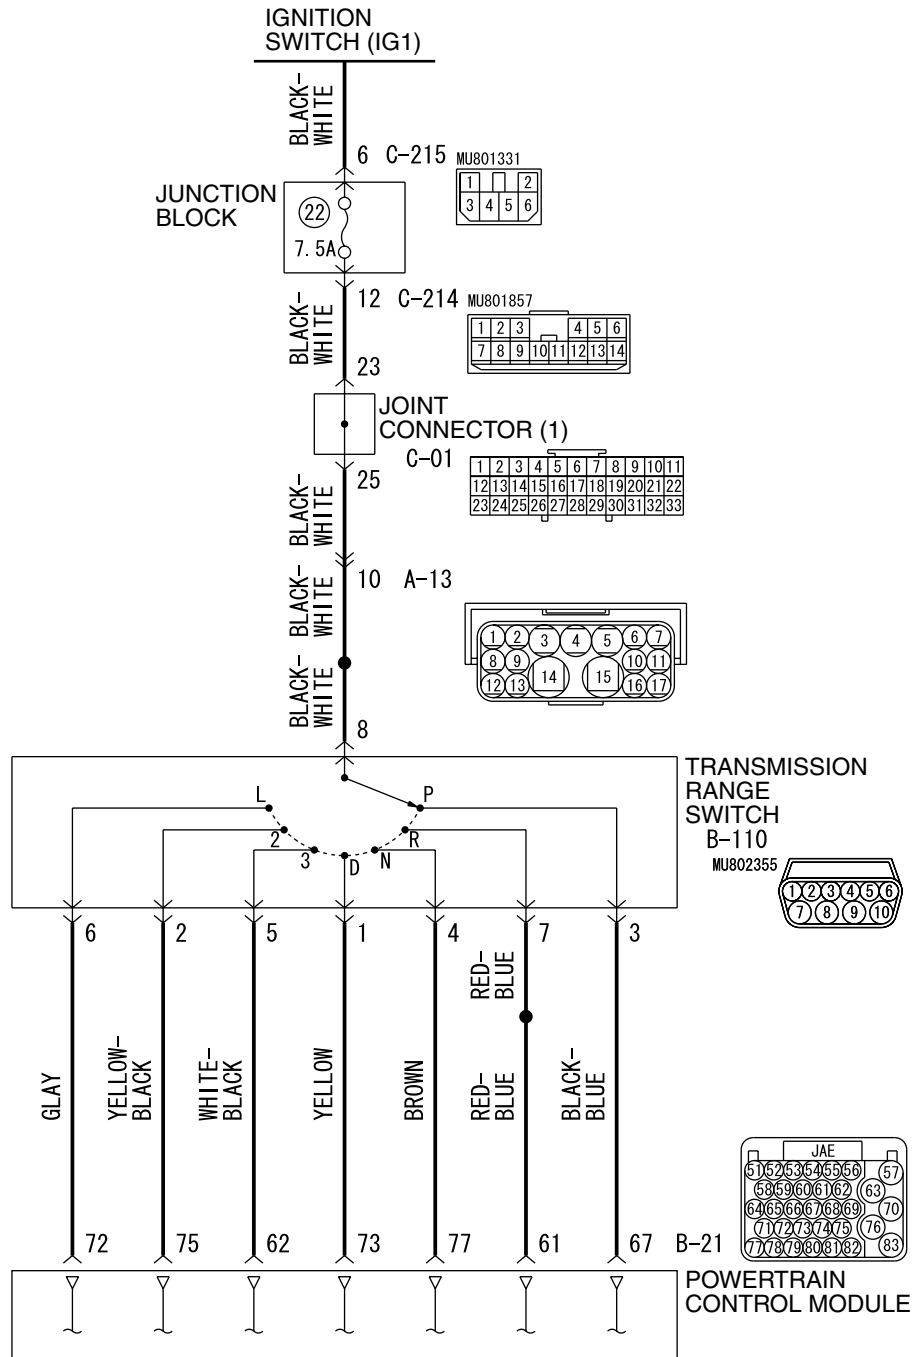 IGNITION
SWITCH (IG1)
BLACK-
WHITE
6 C-215 MU801331
1 2
3 4 5 6
JUNCTION
BLOCK
22
7.5A
12 C-214 MU801857
BLACK-
WHITE
1 2 3 4 5 6
7 8 9 10 11 12 13 14
23
JOINT
CONNECTOR (1)
C-01
25
1 2 3 4 5 6 7 8 9 10 11
12 13 14 15 16 17 18 19 20 21 22
23 24 25 26 27 28 29 30 31 32 33
BLACK-
WHITE
10 A-13
BLACK-
WHITE
1 2 3 4 5 6 7
8 9 10 11
14 15
12 13 16 17
BLACK-
WHITE
8
TRANSMISSION
RANGE
SWITCH
B-110
MU802355
1 2 3 4 5 6
7 8 9 10
L P
2 R
3 D N
6 2 5 1 4 7 3
RED-
BLUE
GLAY
YELLOW-
BLACK
WHITE-
BLACK
YELLOW
BROWN
RED-
BLUE
BLACK-
BLUE
JAE
51 52 53 54 55 56 57
58 59 60 61 62 63
64 65 66 67 68 69 70
71 72 73 74 75 76
77 78 79 80 81 82 83
72 75 62 73 77 61 67 B-21
POWERTRAIN
CONTROL MODULE